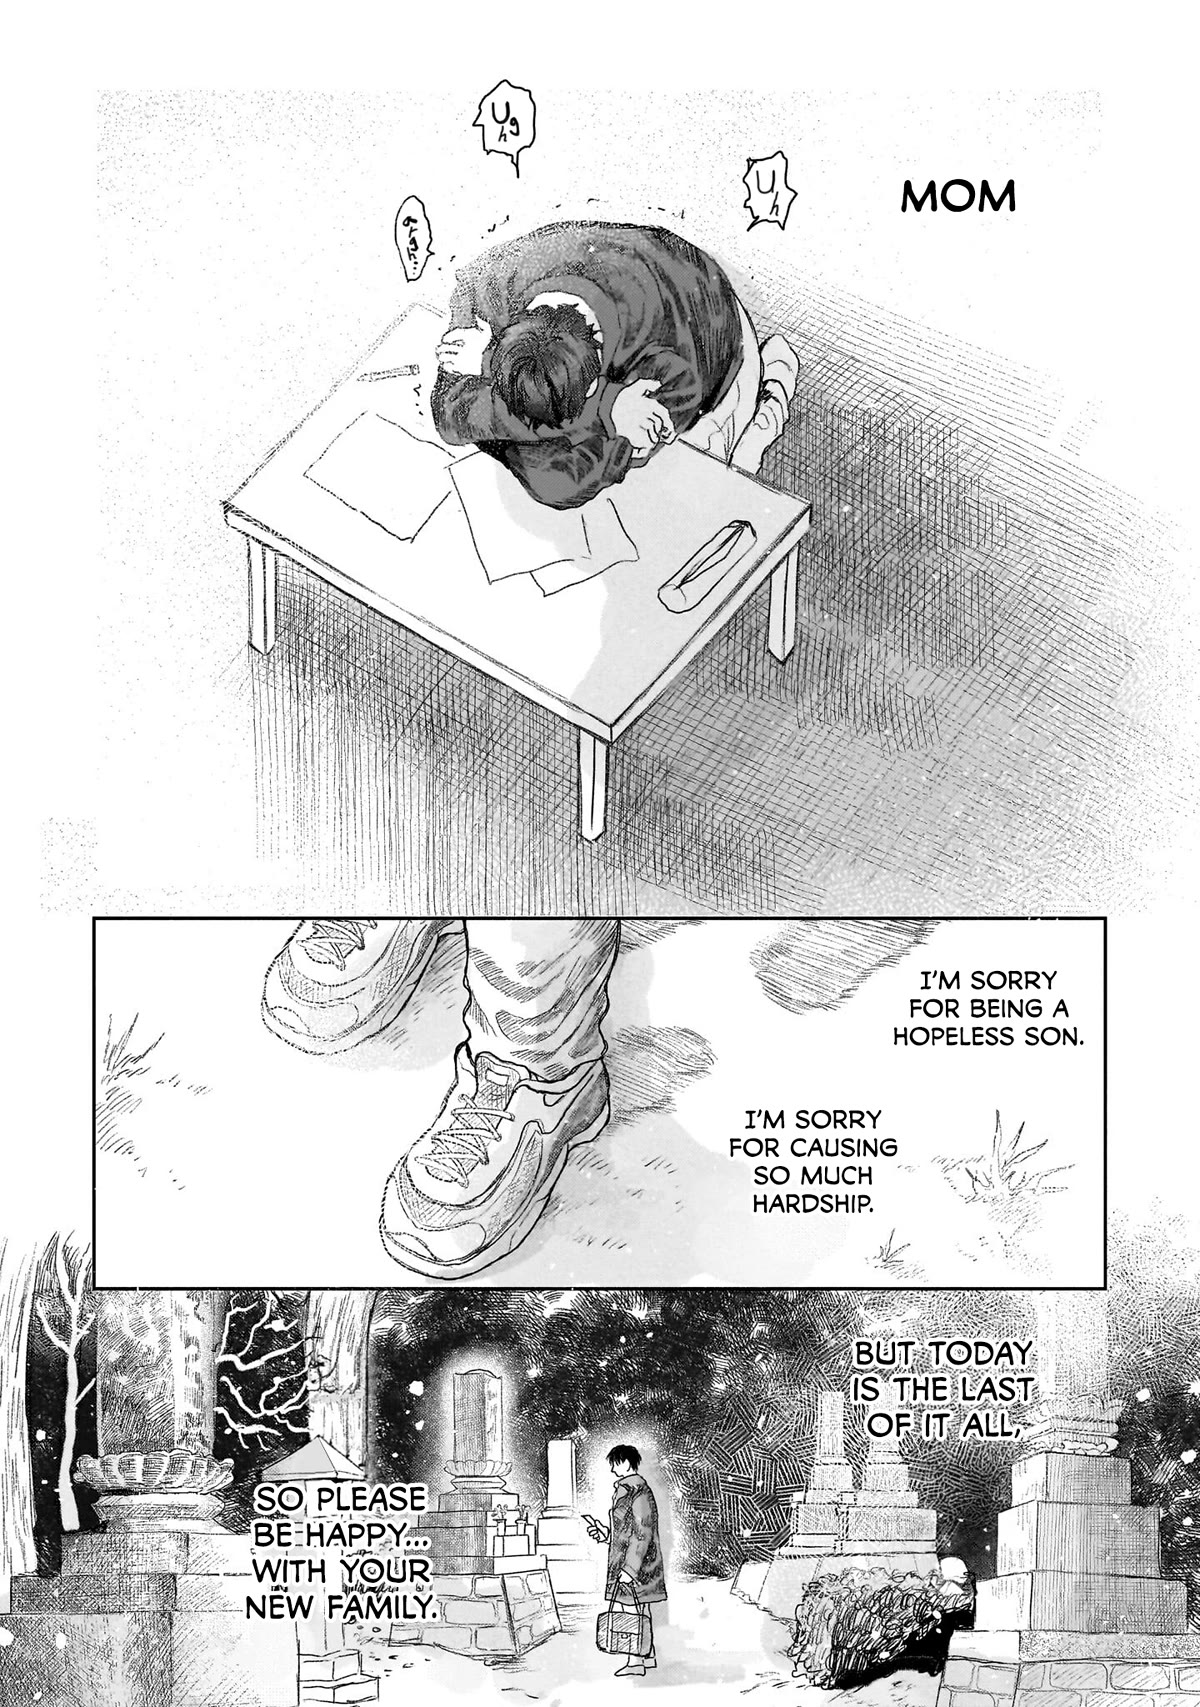 MOM
Uh
Ugh
argh...
I'M SORRY
FOR BEING A
HOPELESS SON.
I'M SORRY
FOR CAUSING
SO MUCH
HARDSHIP.
BUT TODAY
IS THE LAST
OF IT ALL,
SO PLEASE
BE HAPPY...
WITH YOUR
NEW FAMILY.